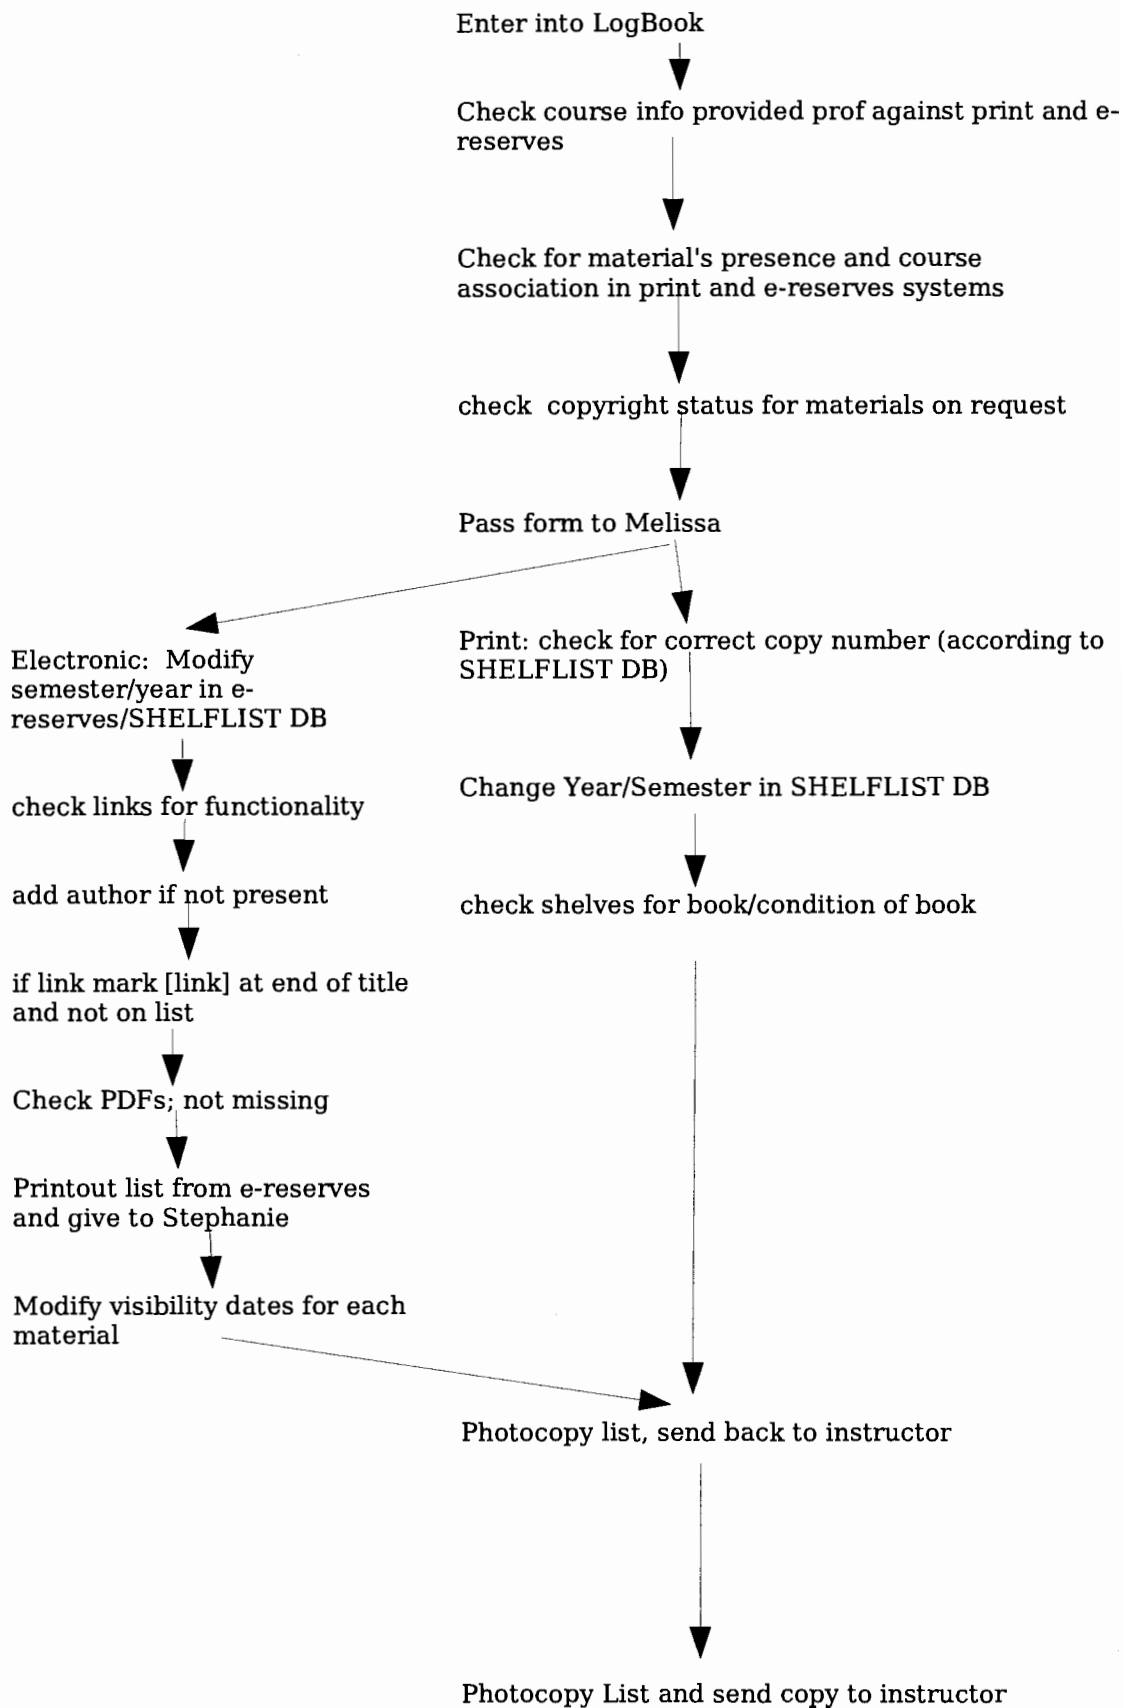 Enter into LogBook
Check course info provided prof against print and e-
reserves
Check for material's presence and course
association in print and e-reserves systems
check  copyright status for materials on request
Pass form to Melissa
Electronic:  Modify
semester/year in e-
reserves/SHELFLIST DB
check links for functionality
add author if not present
if link mark [link] at end of title
and not on list
Check PDFs; not missing
Printout list from e-reserves
and give to Stephanie
Modify visibility dates for each
material
Print: check for correct copy number (according to
SHELFLIST DB)
Change Year/Semester in SHELFLIST DB
check shelves for book/condition of book
Photocopy list, send back to instructor
Photocopy List and send copy to instructor